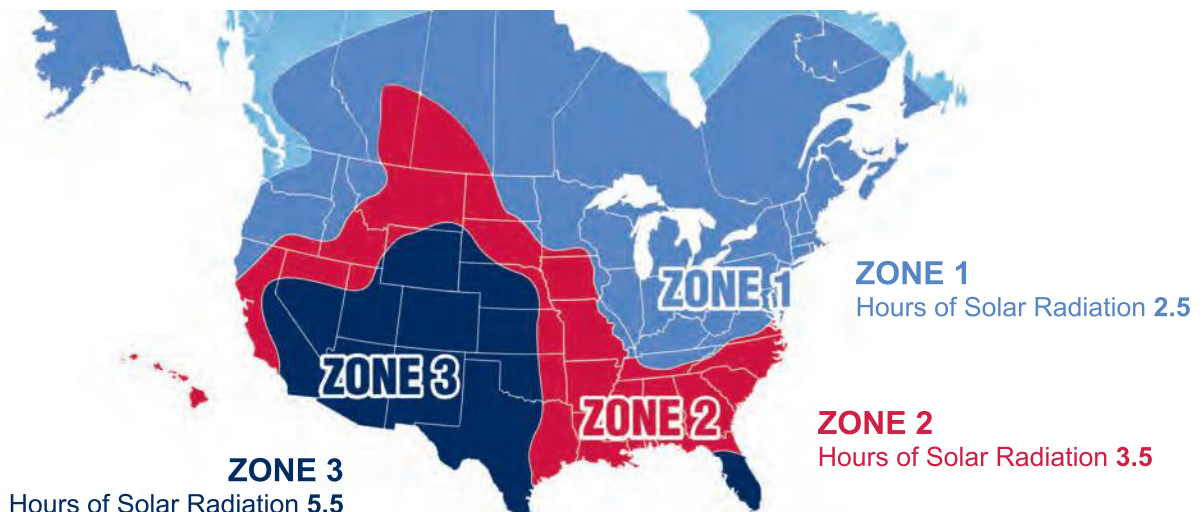 ZONE 1
ZONE 1
Hours of Solar Radiation 2.5
ZONE 3
ZONE 2
ZONE 2
Hours of Solar Radiation 3.5
ZONE 3
Hours of Solar Radiation 5.5